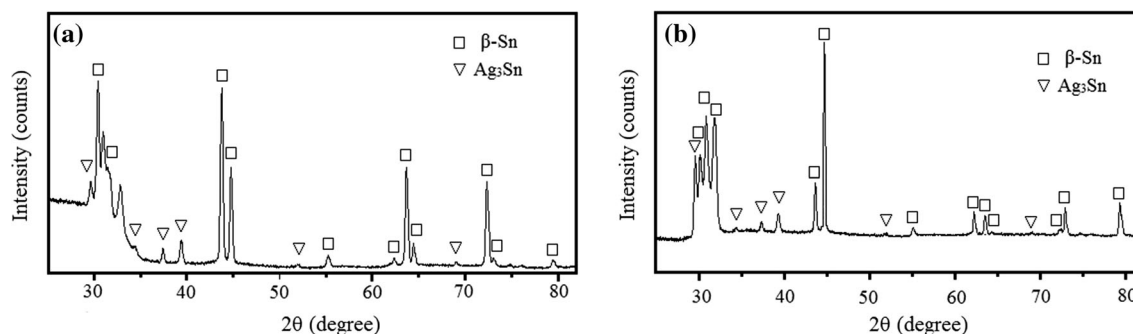 (a)
□ β-Sn
▽ Ag₃Sn
Intensity (counts)
30 40 50 60 70 80
2θ (degree)
(b)
□ β-Sn
▽ Ag₃Sn
Intensity (counts)
30 40 50 60 70 80
2θ (degree)